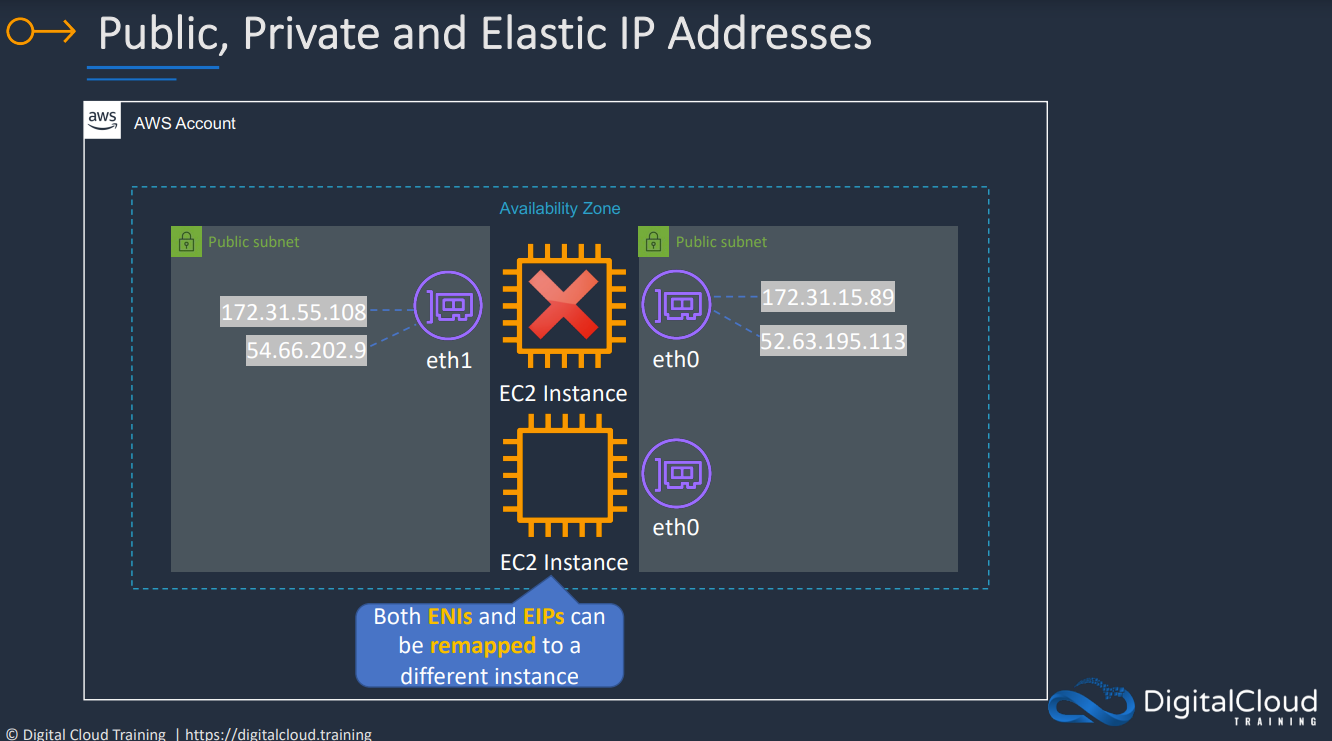 Public, Private and Elastic IP Addresses
aws
AWS Account
Availability Zone
Public subnet
Public subnet
172.31.55.108
54.66.202.9
eth1
172.31.15.89
52.63.195.113
eth0
EC2 Instance
eth0
EC2 Instance
Both ENIs and EIPs can
be remapped to a
different instance
DigitalCloud
TRAINING
© Digital Cloud Training | https://digitalcloud.training